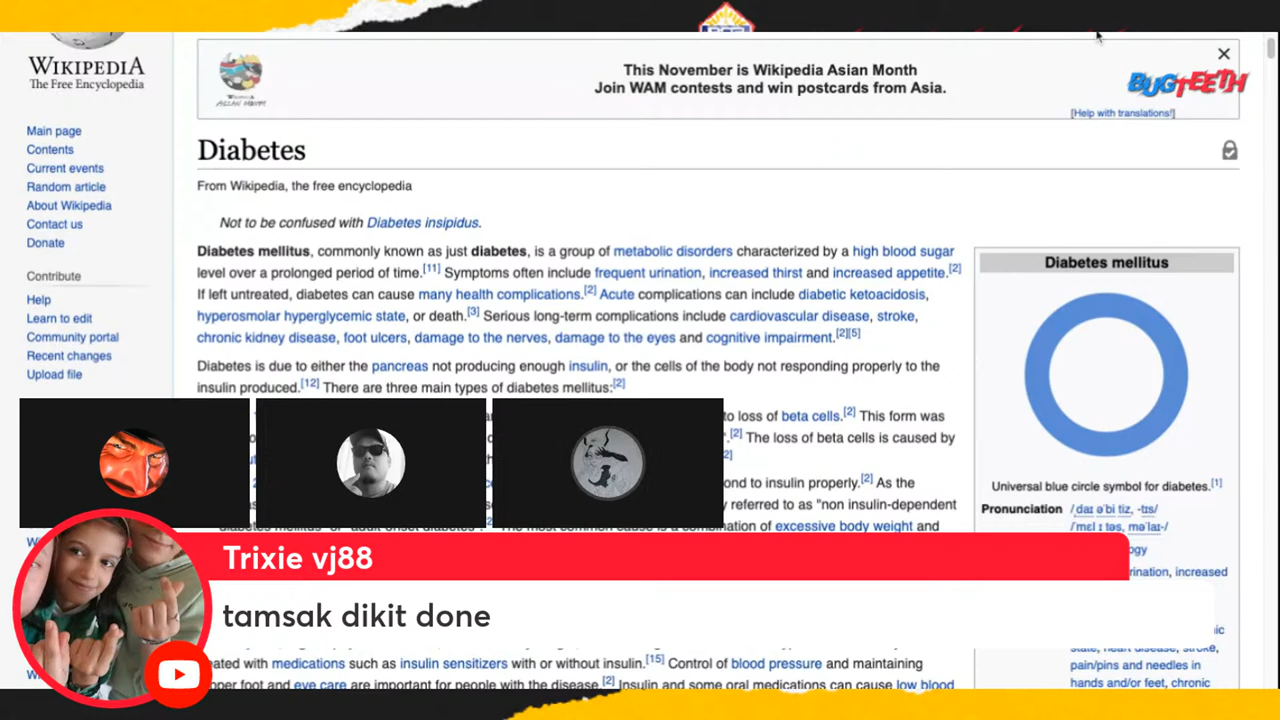 WIKIPEDIA
The Free Encyclopedia
Main page
Contents
Current events
Random article
About Wikipedia
Contact us
Donate
Contribute
Help
Learn to edit
Community portal
Recent changes
Upload file
This November is Wikipedia Asian Month
Join WAM contests and win postcards from Asia.
[Help with translations!]
BUGTEETH
Diabetes
From Wikipedia, the free encyclopedia
Not to be confused with Diabetes insipidus.
Diabetes mellitus, commonly known as just diabetes, is a group of metabolic disorders characterized by a high blood sugar
level over a prolonged period of time.[11] Symptoms often include frequent urination, increased thirst and increased appetite.[2]
If left untreated, diabetes can cause many health complications.[2] Acute complications can include diabetic ketoacidosis,
hyperosmolar hyperglycemic state, or death.[3] Serious long-term complications include cardiovascular disease, stroke,
chronic kidney disease, foot ulcers, damage to the nerves, damage to the eyes and cognitive impairment.[2][5]
Diabetes is due to either the pancreas not producing enough insulin, or the cells of the body not responding properly to the
insulin produced.[12] There are three main types of diabetes mellitus:[2]
to loss of beta cells.[2] This form was
[2] The loss of beta cells is caused by
[2]
ond to insulin properly.[2] As the
referred to as "non insulin-dependent
bination of excessive body weight and
Diabetes mellitus
Universal blue circle symbol for diabetes.[1]
Pronunciation /ˌdaɪəˈbiːtiːz, -tɪs/
ogy
rination, increased
state, heart disease, stroke,
pain/pins and needles in
hands and/or feet, chronic
Trixie vj88
tamsak dikit done
eated with medications such as insulin sensitizers with or without insulin.[15] Control of blood pressure and maintaining
oper foot and eye care are important for people with the disease.[2] Insulin and some oral medications can cause low blood